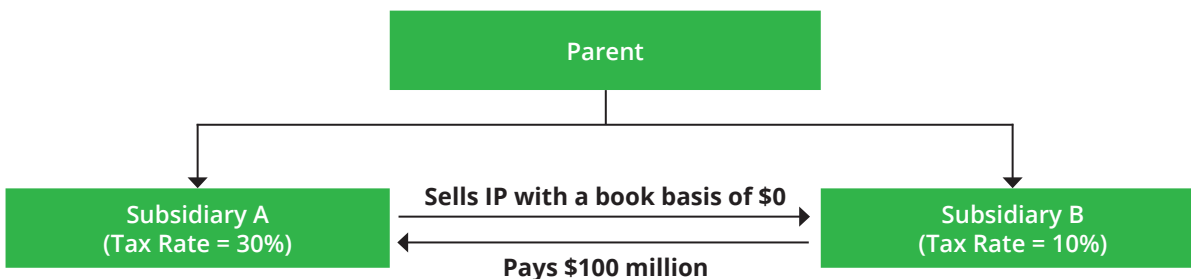 Parent
Subsidiary A
(Tax Rate = 30%)
Sells IP with a book basis of $0
Pays $100 million
Subsidiary B
(Tax Rate = 10%)